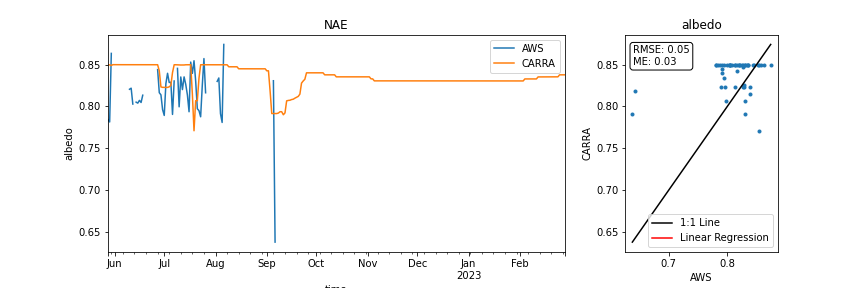 NAE
albedo
AWS
CARRA
0.85
0.80
0.75
0.70
0.65
albedo
Jun
Jul
Aug
Sep
Oct
Nov
Dec
Jan
2023
Feb
time
RMSE: 0.05
ME: 0.03
0.85
0.80
0.75
0.70
0.65
CARRA
1:1 Line
Linear Regression
0.7
0.8
AWS